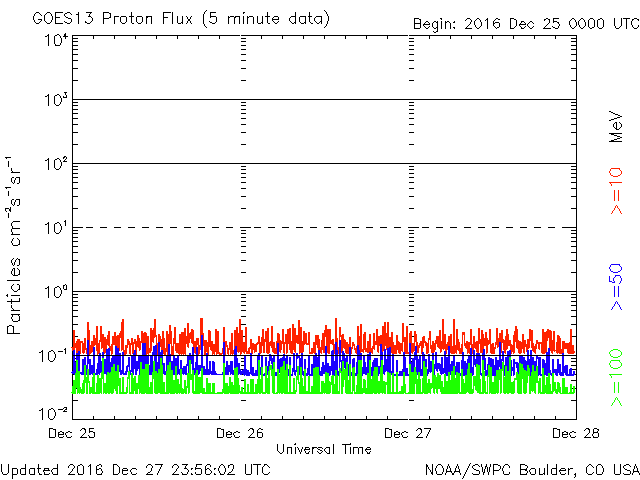 GOES13 Proton Flux (5 minute data)
Begin: 2016 Dec 25 0000 UTC
10⁴
10³
10²
10¹
10⁰
10⁻¹
10⁻²
Particles cm⁻²s⁻¹sr⁻¹
MeV
>=10
>=50
>=100
Dec 25
Dec 26
Dec 27
Dec 28
Universal Time
Updated 2016 Dec 27 23:56:02 UTC
NOAA/SWPC Boulder, CO USA